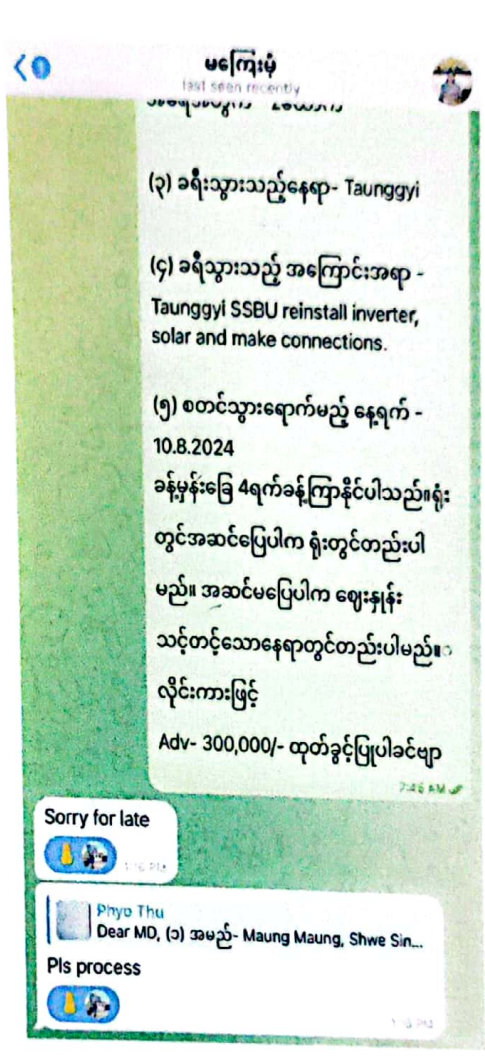 မကြေးမုံ
last seen recently
(၃) ခရီးသွားသည့်နေရာ- Taunggyi
(၄) ခရီသွားသည့် အကြောင်းအရာ -
Taunggyi SSBU reinstall inverter,
solar and make connections.
(၅) စတင်သွားရောက်မည့် နေ့ရက် -
10.8.2024
ခန့်မှန်းခြေ 4ရက်ခန့်ကြာနိုင်ပါသည်။ရုံး
တွင်အဆင်ပြေပါက ရုံးတွင်တည်းပါ
မည်။ အဆင်မပြေပါက ဈေးနှုန်း
သင့်တင့်သောနေရာတွင်တည်းပါမည်။
လိုင်းကားဖြင့်
Adv- 300,000/- ထုတ်ခွင့်ပြုပါခင်ဗျာ
7:46 AM
Sorry for late
1:16 PM
Phyo Thu
Dear MD, (၁) အမည်- Maung Maung, Shwe Sin...
Pls process